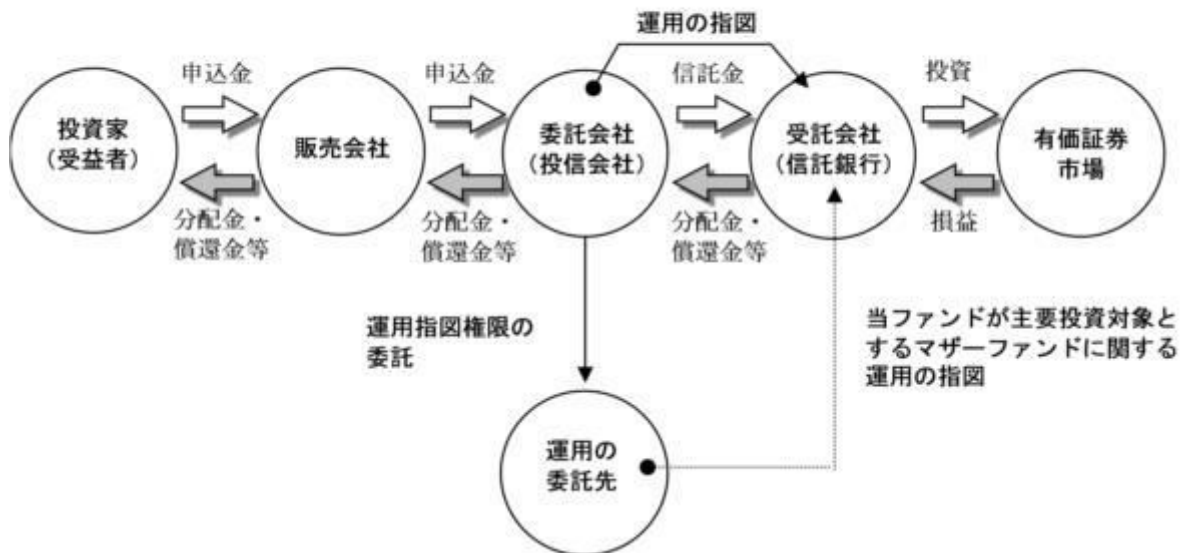 運用の指図
申込金
申込金
信託金
投資
投資家
（受益者）
販売会社
委託会社
（投信会社）
受託会社
（信託銀行）
有価証券
市場
分配金・
償還金等
分配金・
償還金等
分配金・
償還金等
損益
運用指図権限の
委託
当ファンドが主要投資対象と
するマザーファンドに関する
運用の指図
運用の
委託先